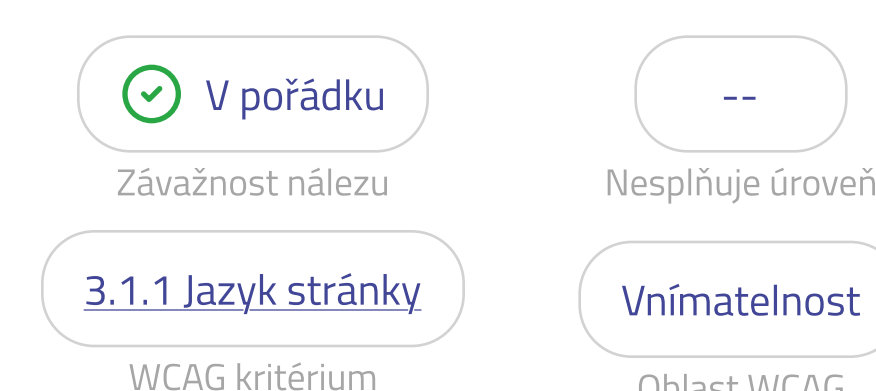 V pořádku
--
Závažnost nálezu
Nesplňuje úroveň
3.1.1 Jazyk stránky
Vnímatelnost
WCAG kritérium
Oblast WCAG